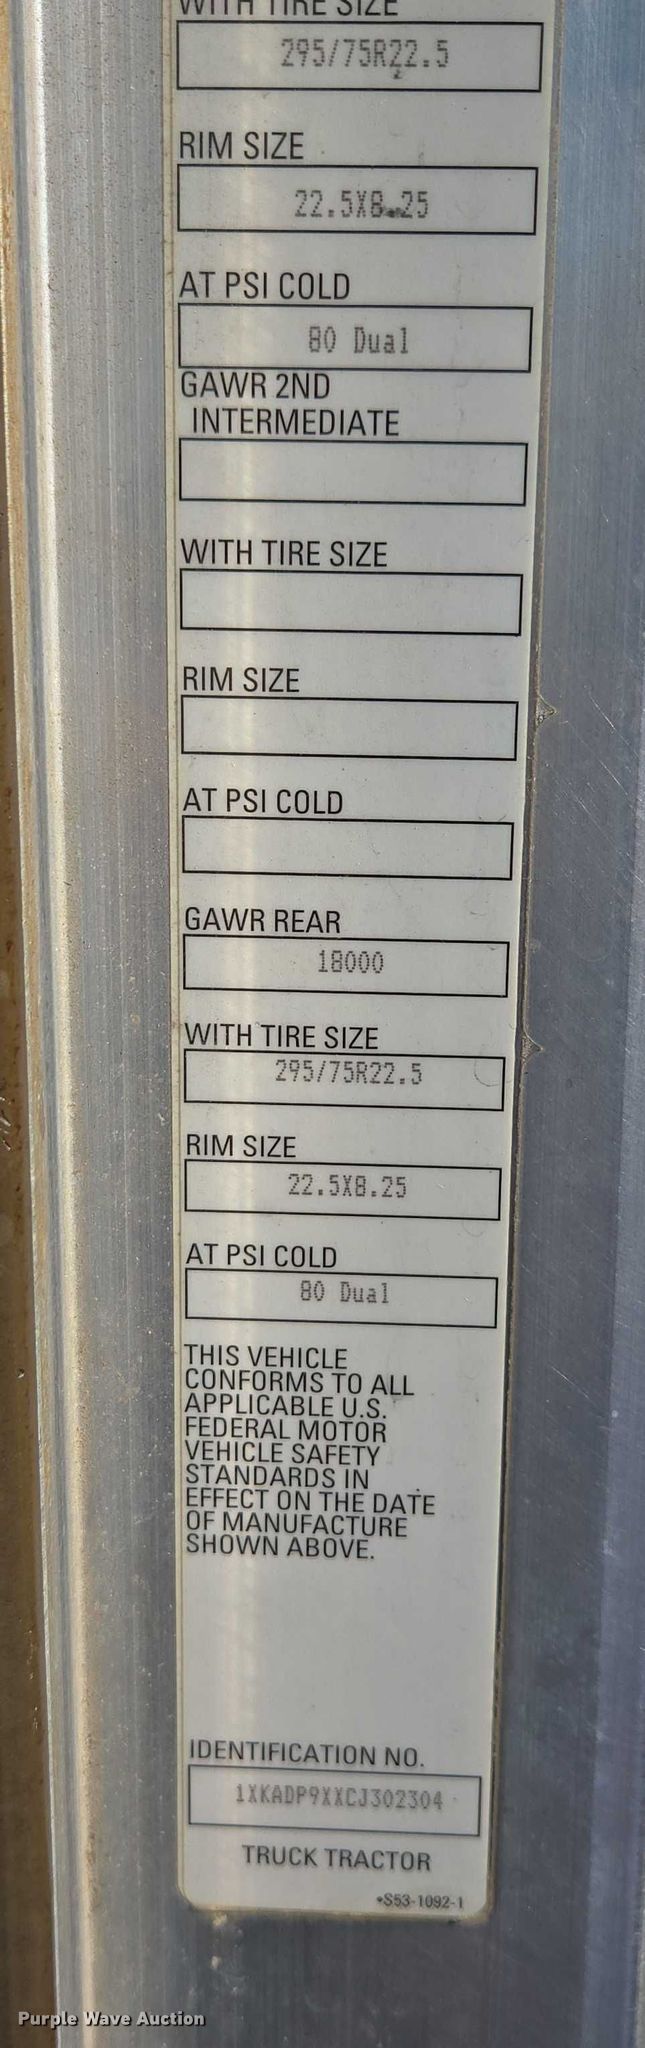 WITH TIRE SIZE
295/75R22.5
RIM SIZE
22.5X8.25
AT PSI COLD
80 Dual
GAWR 2ND
INTERMEDIATE
WITH TIRE SIZE
RIM SIZE
AT PSI COLD
GAWR REAR
18000
WITH TIRE SIZE
295/75R22.5
RIM SIZE
22.5X8.25
AT PSI COLD
80 Dual
THIS VEHICLE
CONFORMS TO ALL
APPLICABLE U.S.
FEDERAL MOTOR
VEHICLE SAFETY
STANDARDS IN
EFFECT ON THE DATE
OF MANUFACTURE
SHOWN ABOVE.
IDENTIFICATION NO.
1XKADP9XXCJ302304
TRUCK TRACTOR
*S53-1092-1
Purple Wave Auction